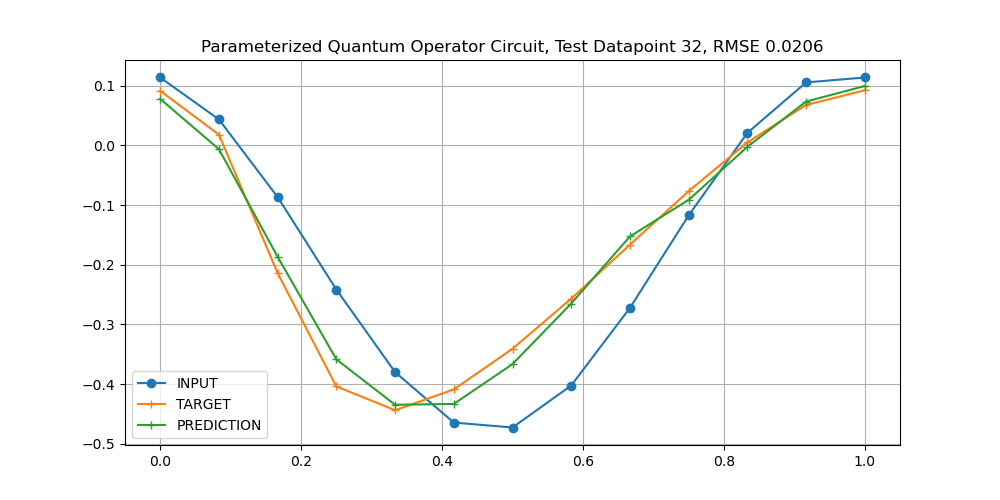 Parameterized Quantum Operator Circuit, Test Datapoint 32, RMSE 0.0206
0.1
0.0
−0.1
−0.2
−0.3
−0.4
−0.5
INPUT
TARGET
PREDICTION
0.0 0.2 0.4 0.6 0.8 1.0